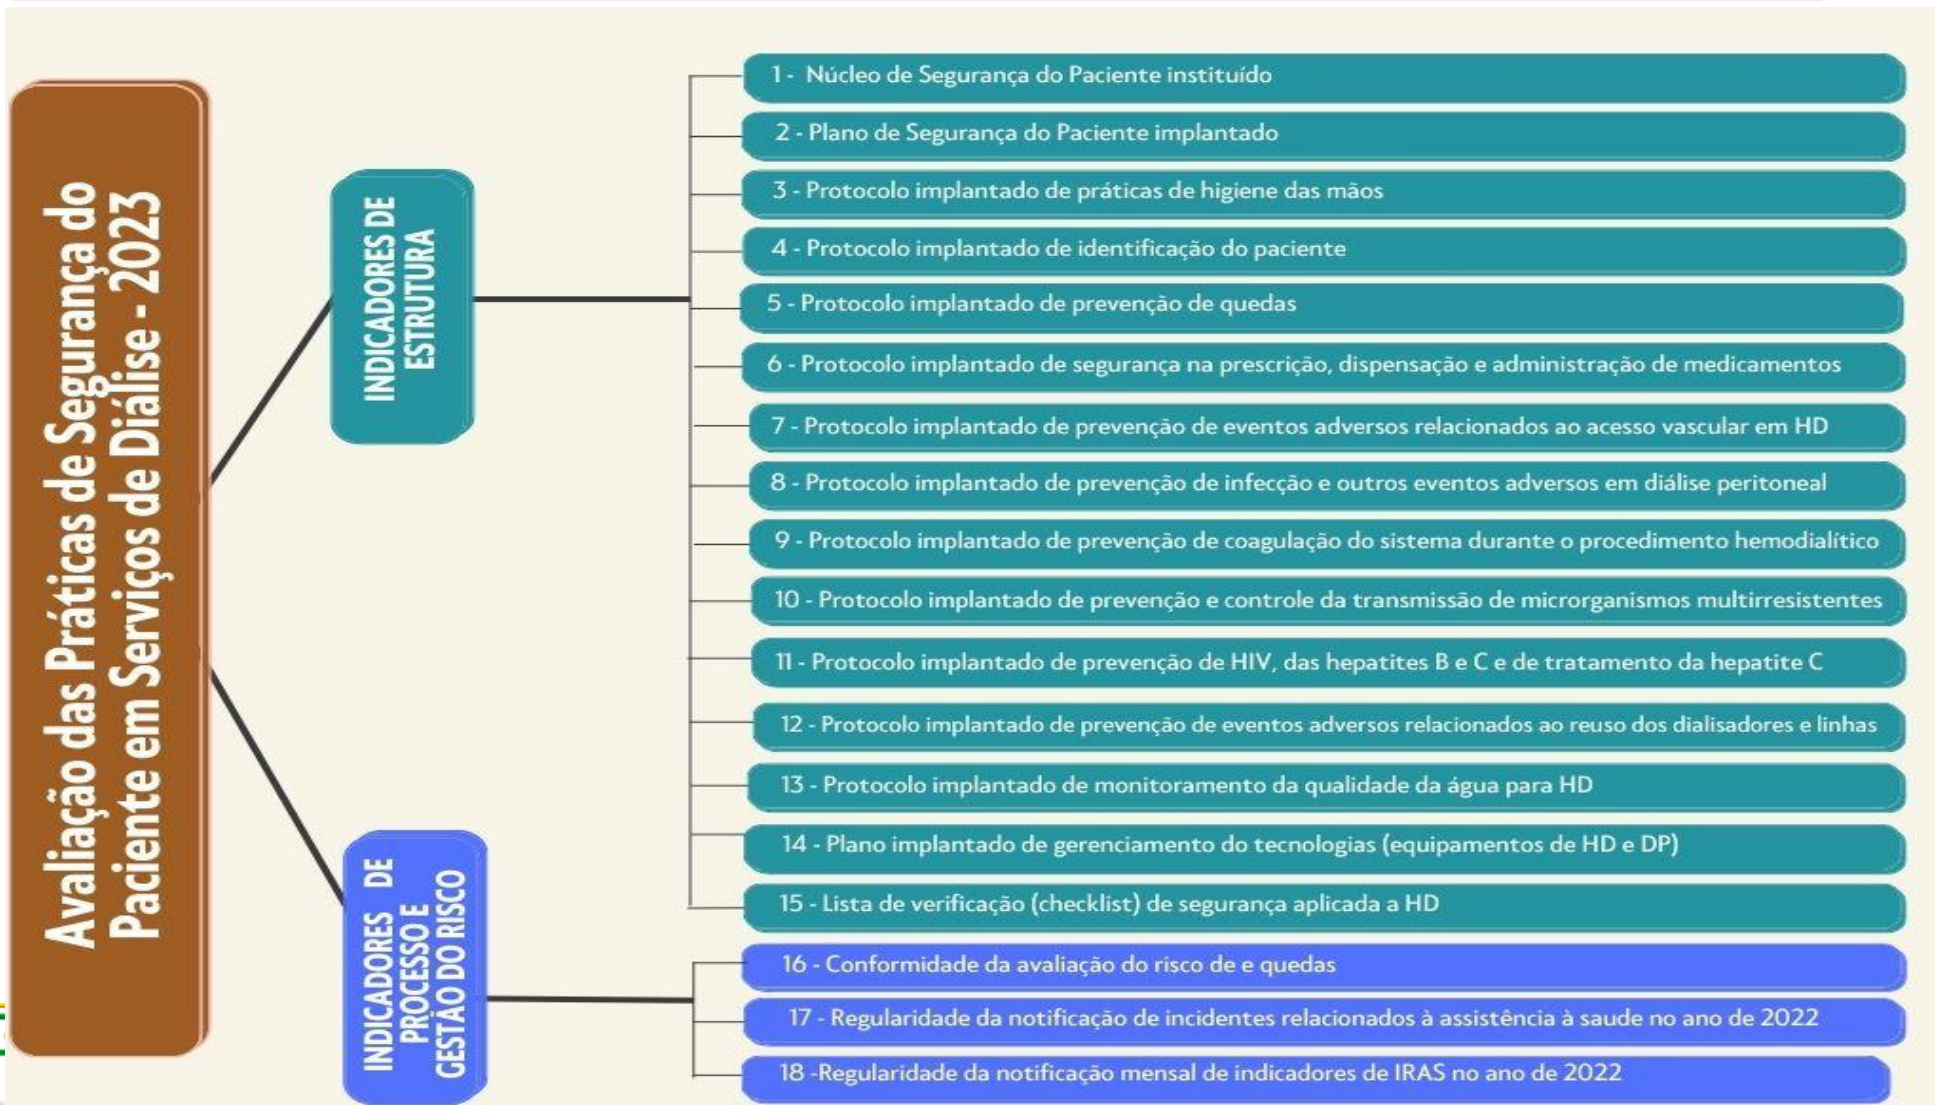 Avaliação das Práticas de Segurança do
Paciente em Serviços de Diálise - 2023
INDICADORES DE
ESTRUTURA
1 - Núcleo de Segurança do Paciente instituído
2 - Plano de Segurança do Paciente implantado
3 - Protocolo implantado de práticas de higiene das mãos
4 - Protocolo implantado de identificação do paciente
5 - Protocolo implantado de prevenção de quedas
6 - Protocolo implantado de segurança na prescrição, dispensação e administração de medicamentos
7 - Protocolo implantado de prevenção de eventos adversos relacionados ao acesso vascular em HD
8 - Protocolo implantado de prevenção de infecção e outros eventos adversos em diálise peritoneal
9 - Protocolo implantado de prevenção de coagulação do sistema durante o procedimento hemodialítico
10 - Protocolo implantado de prevenção e controle da transmissão de microrganismos multirresistentes
11 - Protocolo implantado de prevenção de HIV, das hepatites B e C e de tratamento da hepatite C
12 - Protocolo implantado de prevenção de eventos adversos relacionados ao reuso dos dialisadores e linhas
13 - Protocolo implantado de monitoramento da qualidade da água para HD
14 - Plano implantado de gerenciamento do tecnologias (equipamentos de HD e DP)
15 - Lista de verificação (checklist) de segurança aplicada a HD
INDICADORES DE
PROCESSO E
GESTÃO DO RISCO
16 - Conformidade da avaliação do risco de e quedas
17 - Regularidade da notificação de incidentes relacionados à assistência à saude no ano de 2022
18 -Regularidade da notificação mensal de indicadores de IRAS no ano de 2022